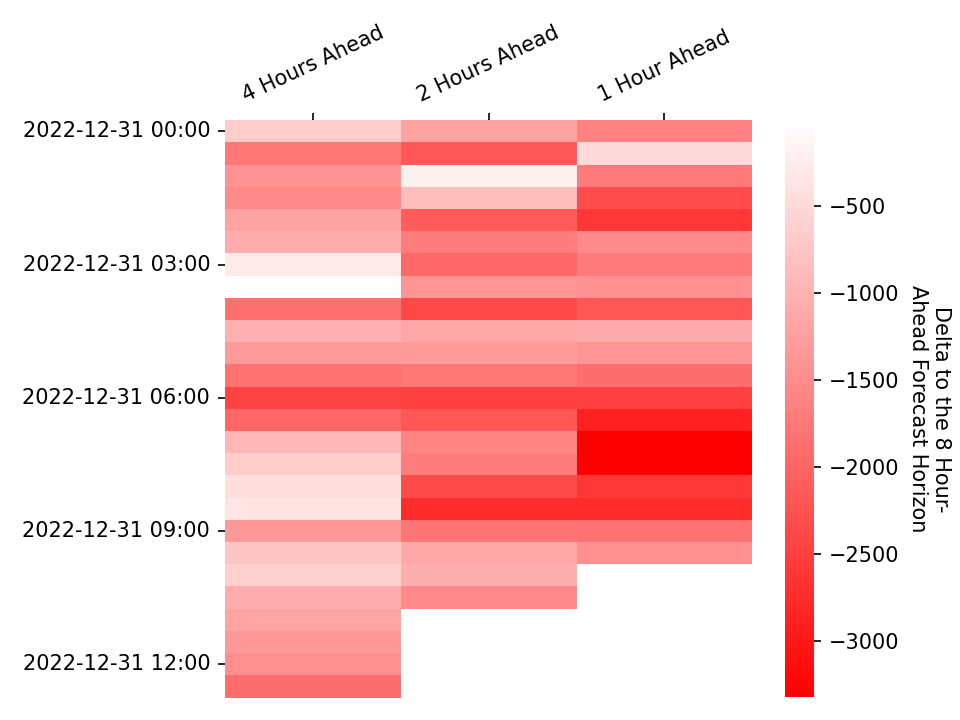 4 Hours Ahead
2 Hours Ahead
1 Hour Ahead
2022-12-31 00:00
2022-12-31 03:00
2022-12-31 06:00
2022-12-31 09:00
2022-12-31 12:00
−500
−1000
−1500
−2000
−2500
−3000
Delta to the 8 Hour-
Ahead Forecast Horizon